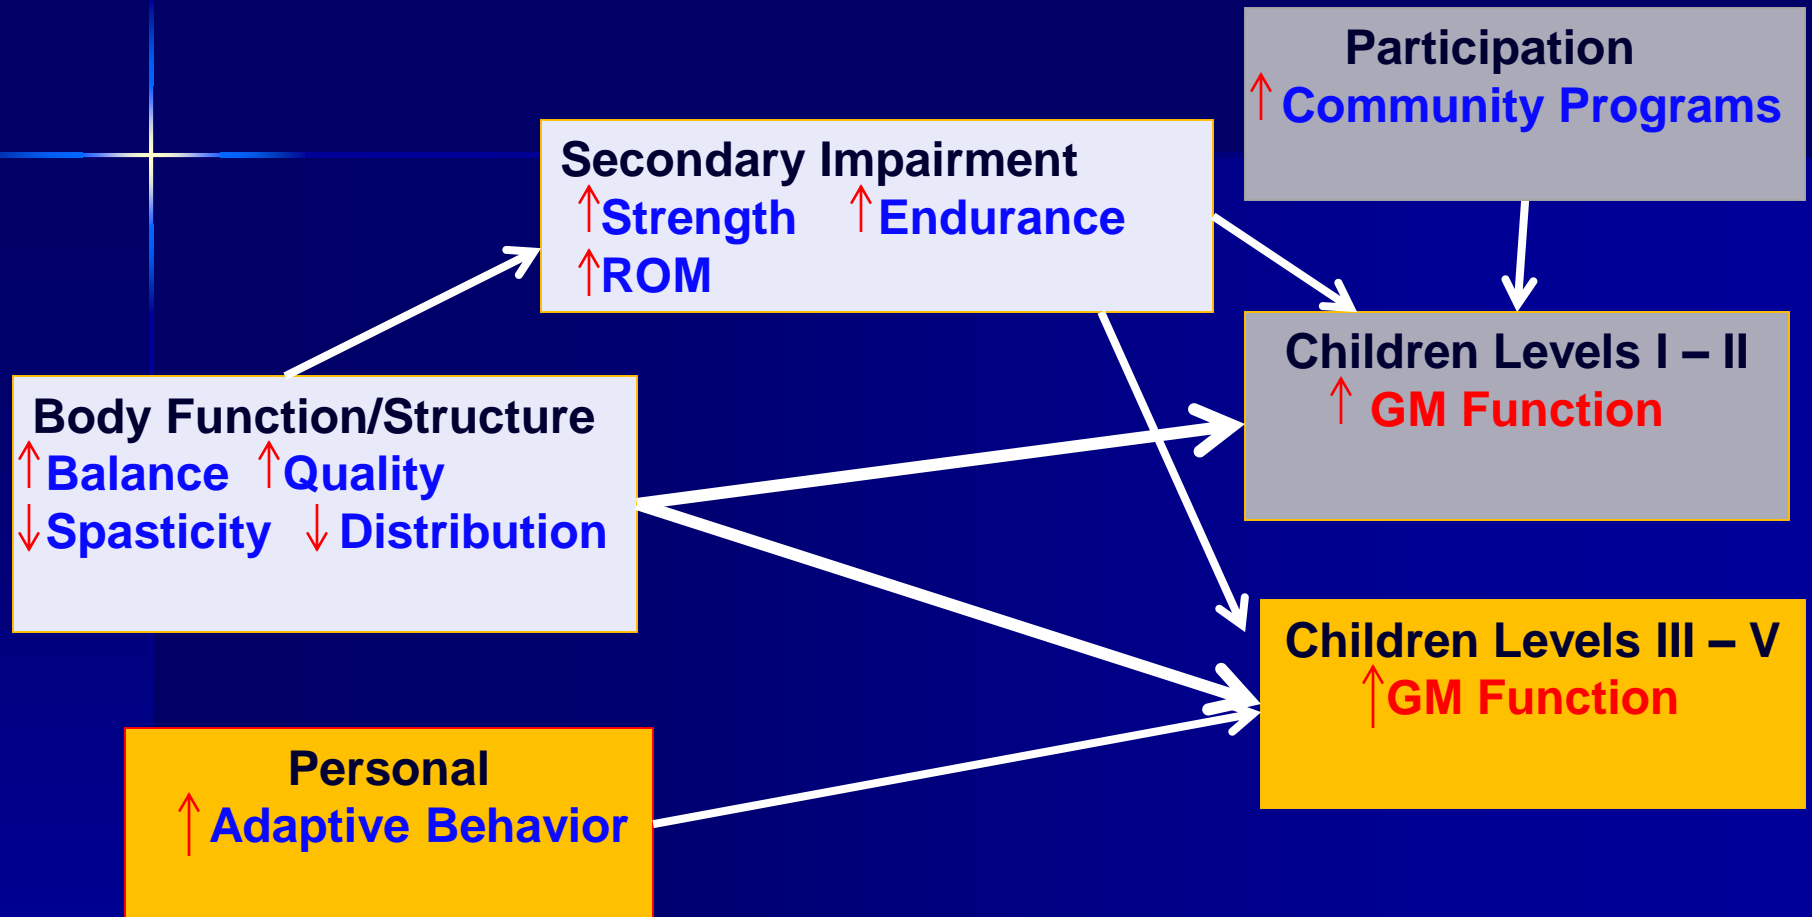 Participation
↑ Community Programs
Secondary Impairment
↑Strength ↑Endurance
↑ROM
Children Levels I – II
↑ GM Function
Body Function/Structure
↑Balance ↑Quality
↓Spasticity ↓Distribution
Children Levels III – V
↑GM Function
Personal
↑Adaptive Behavior